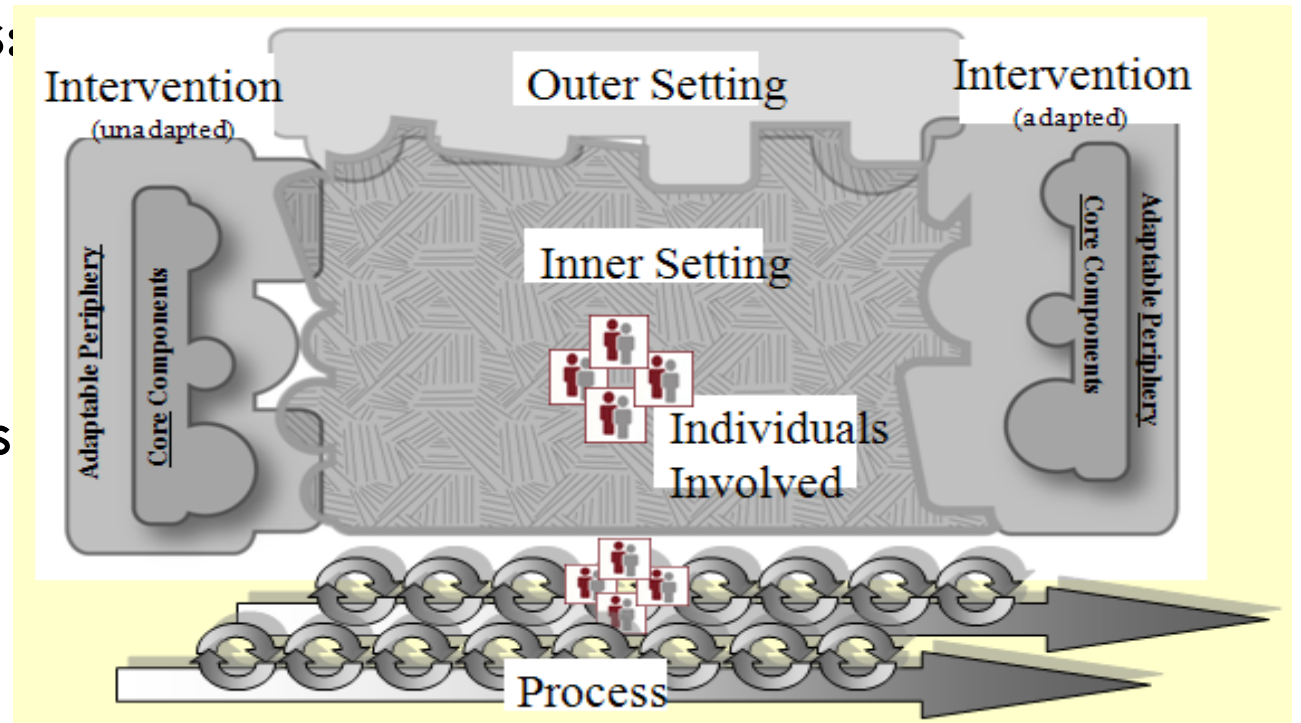 s:
Intervention
(unadapted)
Outer Setting
Intervention
(adapted)
Adaptable Periphery
Core Components
Inner Setting
Core Components
Adaptable Periphery
s
Individuals
Involved
Process